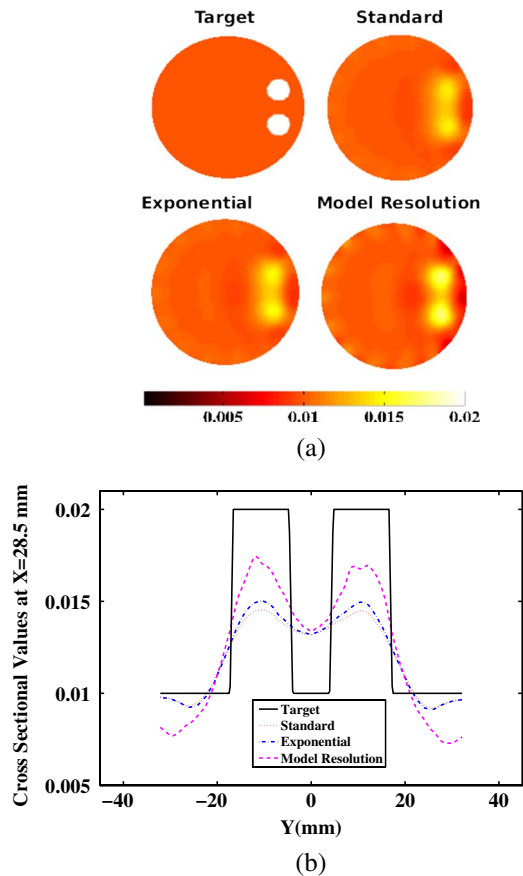 Target Standard
Exponential Model Resolution
0.005 0.01 0.015 0.02
(a)
Cross Sectional Values at X=28.5 mm
0.02
0.015
0.01
0.005
Target
Standard
Exponential
Model Resolution
−40 −20 0 20 40
Y(mm)
(b)